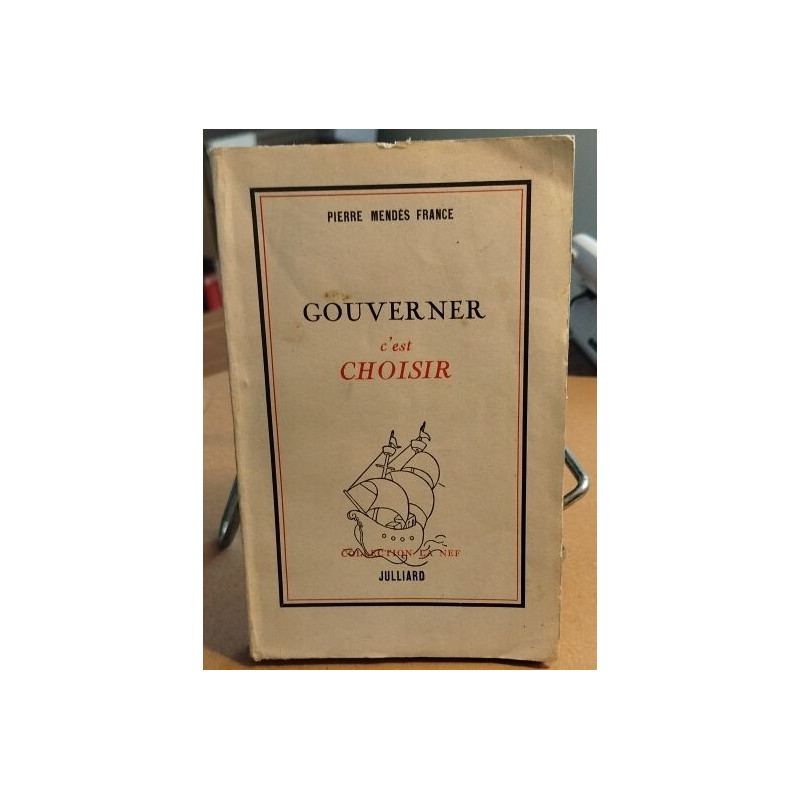 PIERRE MENDÈS FRANCE
GOUVERNER
c'est
CHOISIR
COLLECTION LA NEF
JULLIARD